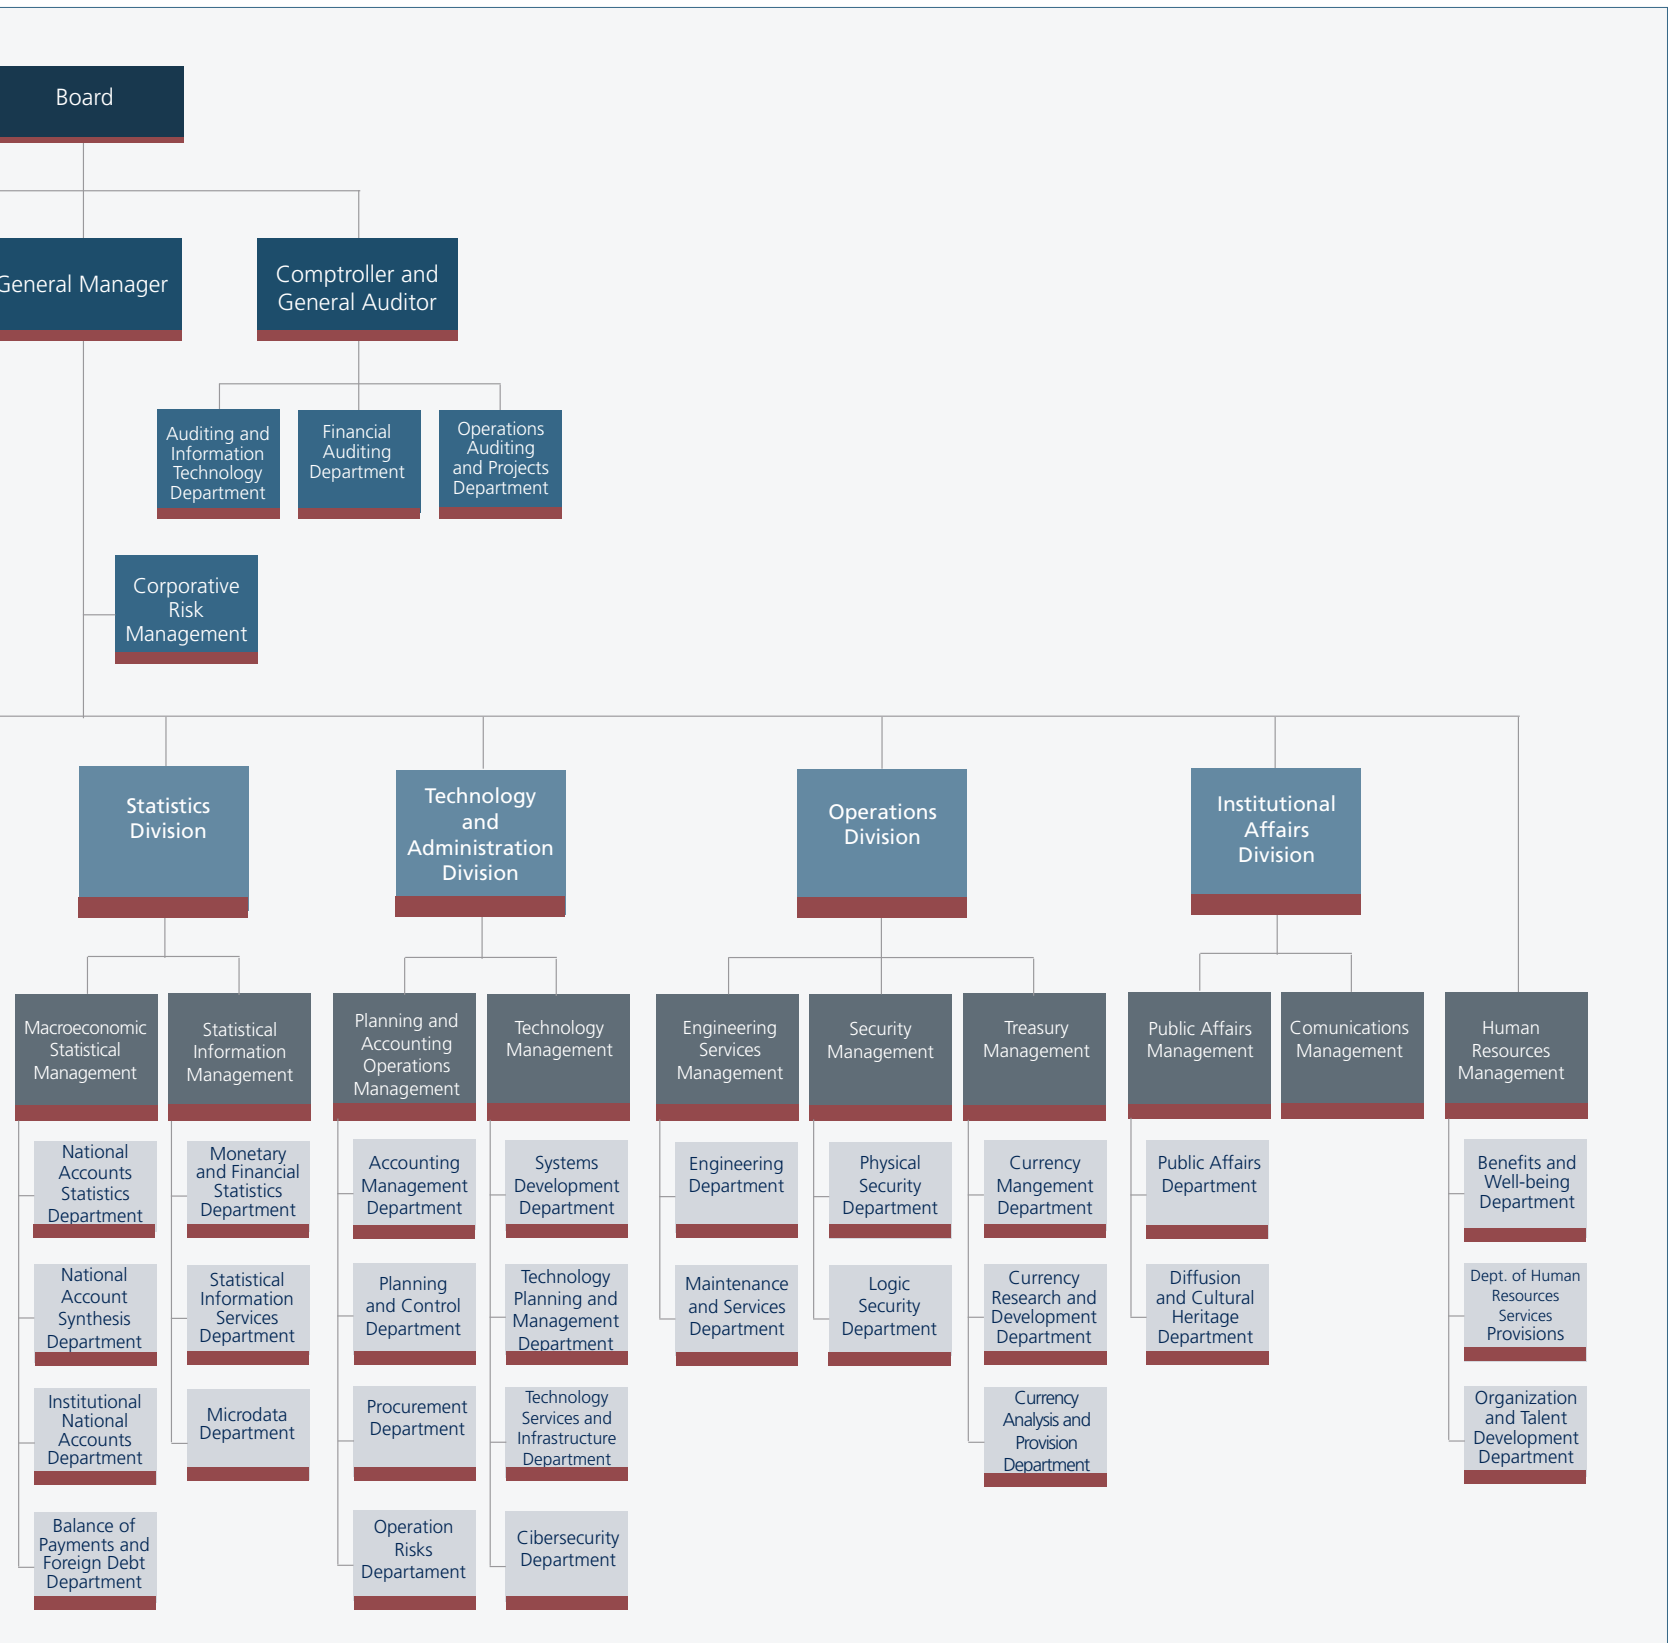 Board
General Manager
Comptroller and
General Auditor
Auditing and
Information
Technology
Department
Financial
Auditing
Department
Operations
Auditing
and Projects
Department
Corporative
Risk
Management
Statistics
Division
Technology
and
Administration
Division
Operations
Division
Institutional
Affairs
Division
Macroeconomic
Statistical
Management
Statistical
Information
Management
Planning and
Accounting
Operations
Management
Technology
Management
Engineering
Services
Management
Security
Management
Treasury
Management
Public Affairs
Management
Comunications
Management
Human
Resources
Management
National
Accounts
Statistics
Department
National
Account
Synthesis
Department
Institutional
National
Accounts
Department
Balance of
Payments and
Foreign Debt
Department
Monetary
and Financial
Statistics
Department
Statistical
Information
Services
Department
Microdata
Department
Accounting
Management
Department
Planning
and Control
Department
Procurement
Department
Operation
Risks
Departament
Systems
Development
Department
Technology
Planning and
Management
Department
Technology
Services and
Infrastructure
Department
Cibersecurity
Department
Engineering
Department
Maintenance
and Services
Department
Physical
Security
Department
Logic
Security
Department
Currency
Mangement
Department
Currency
Research and
Development
Department
Currency
Analysis and
Provision
Department
Public Affairs
Department
Diffusion
and Cultural
Heritage
Department
Benefits and
Well-being
Department
Dept. of Human
Resources
Services
Provisions
Organization
and Talent
Development
Department